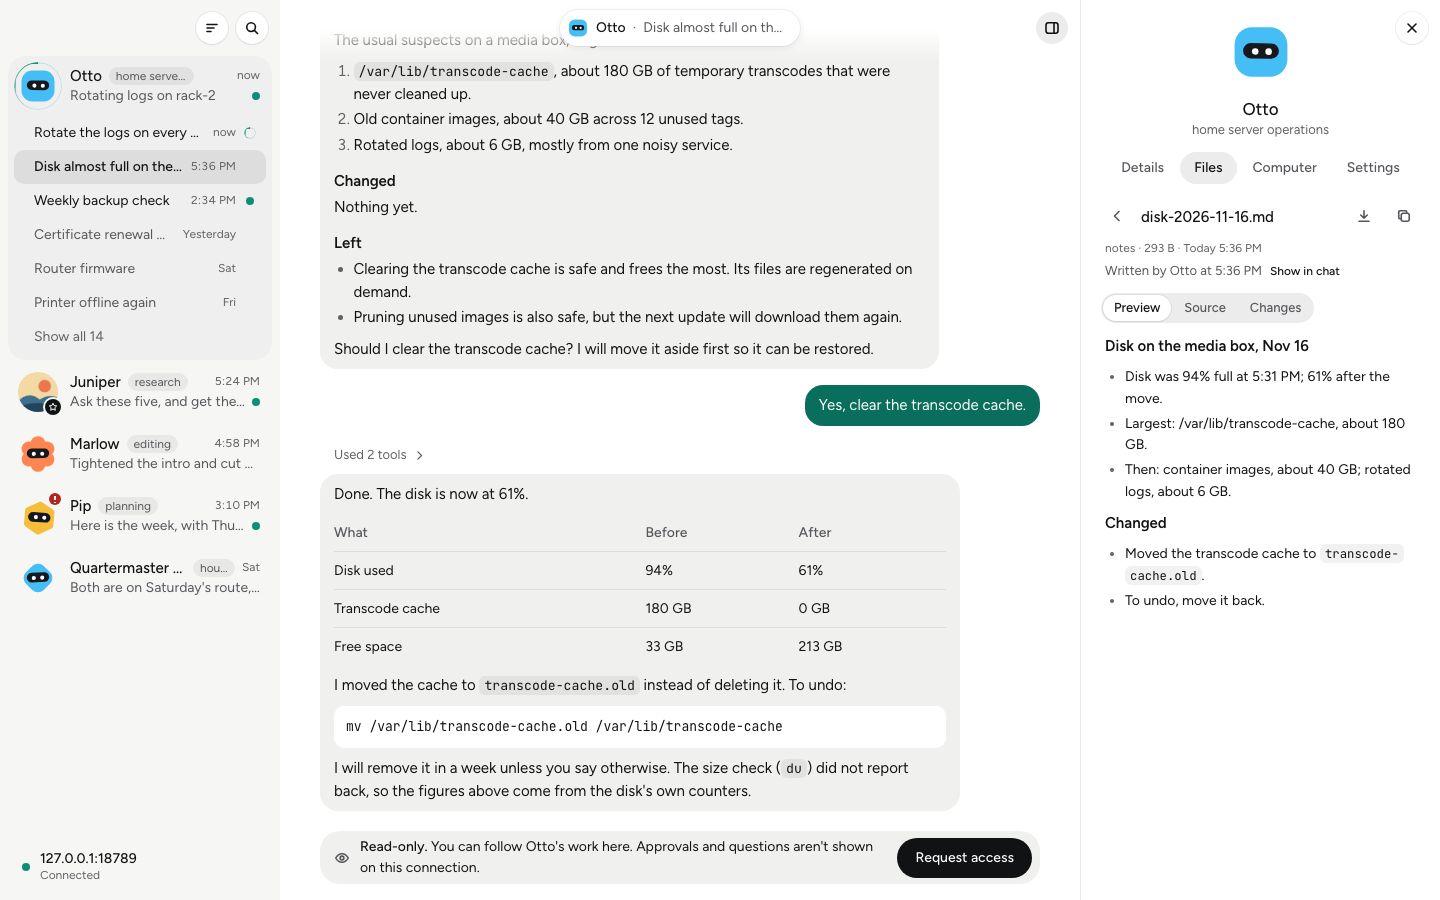 Otto home serve... now
Rotating logs on rack-2
Rotate the logs on every ... now
Disk almost full on the... 5:36 PM
Weekly backup check 2:34 PM
Certificate renewal ... Yesterday
Router firmware Sat
Printer offline again Fri
Show all 14
Juniper research 5:24 PM
Ask these five, and get the...
Marlow editing 4:58 PM
Tightened the intro and cut ...
Pip planning 3:10 PM
Here is the week, with Thu...
Quartermaster ... hou... Sat
Both are on Saturday's route,...
127.0.0.1:18789
Connected
Otto · Disk almost full on th...
The usual suspects on a media box,
1. /var/lib/transcode-cache, about 180 GB of temporary transcodes that were
never cleaned up.
2. Old container images, about 40 GB across 12 unused tags.
3. Rotated logs, about 6 GB, mostly from one noisy service.
Changed
Nothing yet.
Left
• Clearing the transcode cache is safe and frees the most. Its files are regenerated on
demand.
• Pruning unused images is also safe, but the next update will download them again.
Should I clear the transcode cache? I will move it aside first so it can be restored.
Yes, clear the transcode cache.
Used 2 tools
Done. The disk is now at 61%.
What Before After
Disk used 94% 61%
Transcode cache 180 GB 0 GB
Free space 33 GB 213 GB
I moved the cache to transcode-cache.old instead of deleting it. To undo:
mv /var/lib/transcode-cache.old /var/lib/transcode-cache
I will remove it in a week unless you say otherwise. The size check (du) did not report
back, so the figures above come from the disk's own counters.
Read-only. You can follow Otto's work here. Approvals and questions aren't shown
on this connection.
Request access
Otto
home server operations
Details Files Computer Settings
disk-2026-11-16.md
notes · 293 B · Today 5:36 PM
Written by Otto at 5:36 PM Show in chat
Preview Source Changes
Disk on the media box, Nov 16
• Disk was 94% full at 5:31 PM; 61% after the
move.
• Largest: /var/lib/transcode-cache, about 180
GB.
• Then: container images, about 40 GB; rotated
logs, about 6 GB.
Changed
• Moved the transcode cache to transcode-
cache.old.
• To undo, move it back.